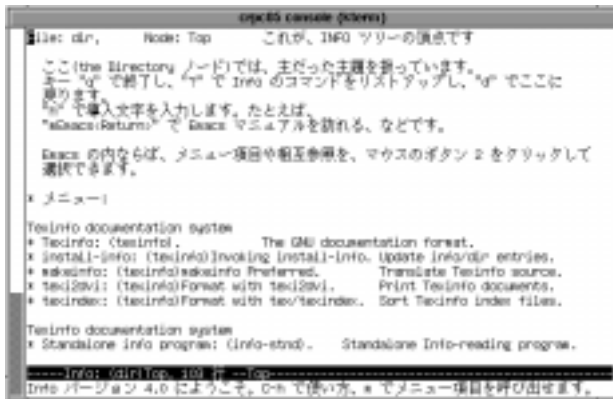 crpc05 console (kterm)
File: dir, Node: Top これが、INFO ツリーの頂点です
ここ(the Directory ノード)では、主だった主題を扱っています。
キー "q" で終了し、"?" で Info のコマンドをリストアップし、"d" でここに
戻ります。
"h" で導入文字を入力します。たとえば、
"mEmacs<Return>" で Emacs マニュアルを訪れる、などです。
Emacs の内ならば、メニュー項目や相互参照を、マウスのボタン 2 をクリックして
選択できます。
* メニュー:
Texinfo documentation system
* Texinfo: (texinfo). The GNU documentation format.
* install-info: (texinfo)Invoking install-info. Update info/dir entries.
* makeinfo: (texinfo)makeinfo Preferred. Translate Texinfo source.
* texi2dvi: (texinfo)Format with texi2dvi. Print Texinfo documents.
* texindex: (texinfo)Format with tex/texindex. Sort Texinfo index files.
Texinfo documentation system
* Standalone info program: (info-stnd). Standalone Info-reading program.
-----Info: (dir)Top, 103 行 --Top-----
Info バージョン 4.0 にようこそ。C-h で使い方、m でメニュー項目を呼び出せます。